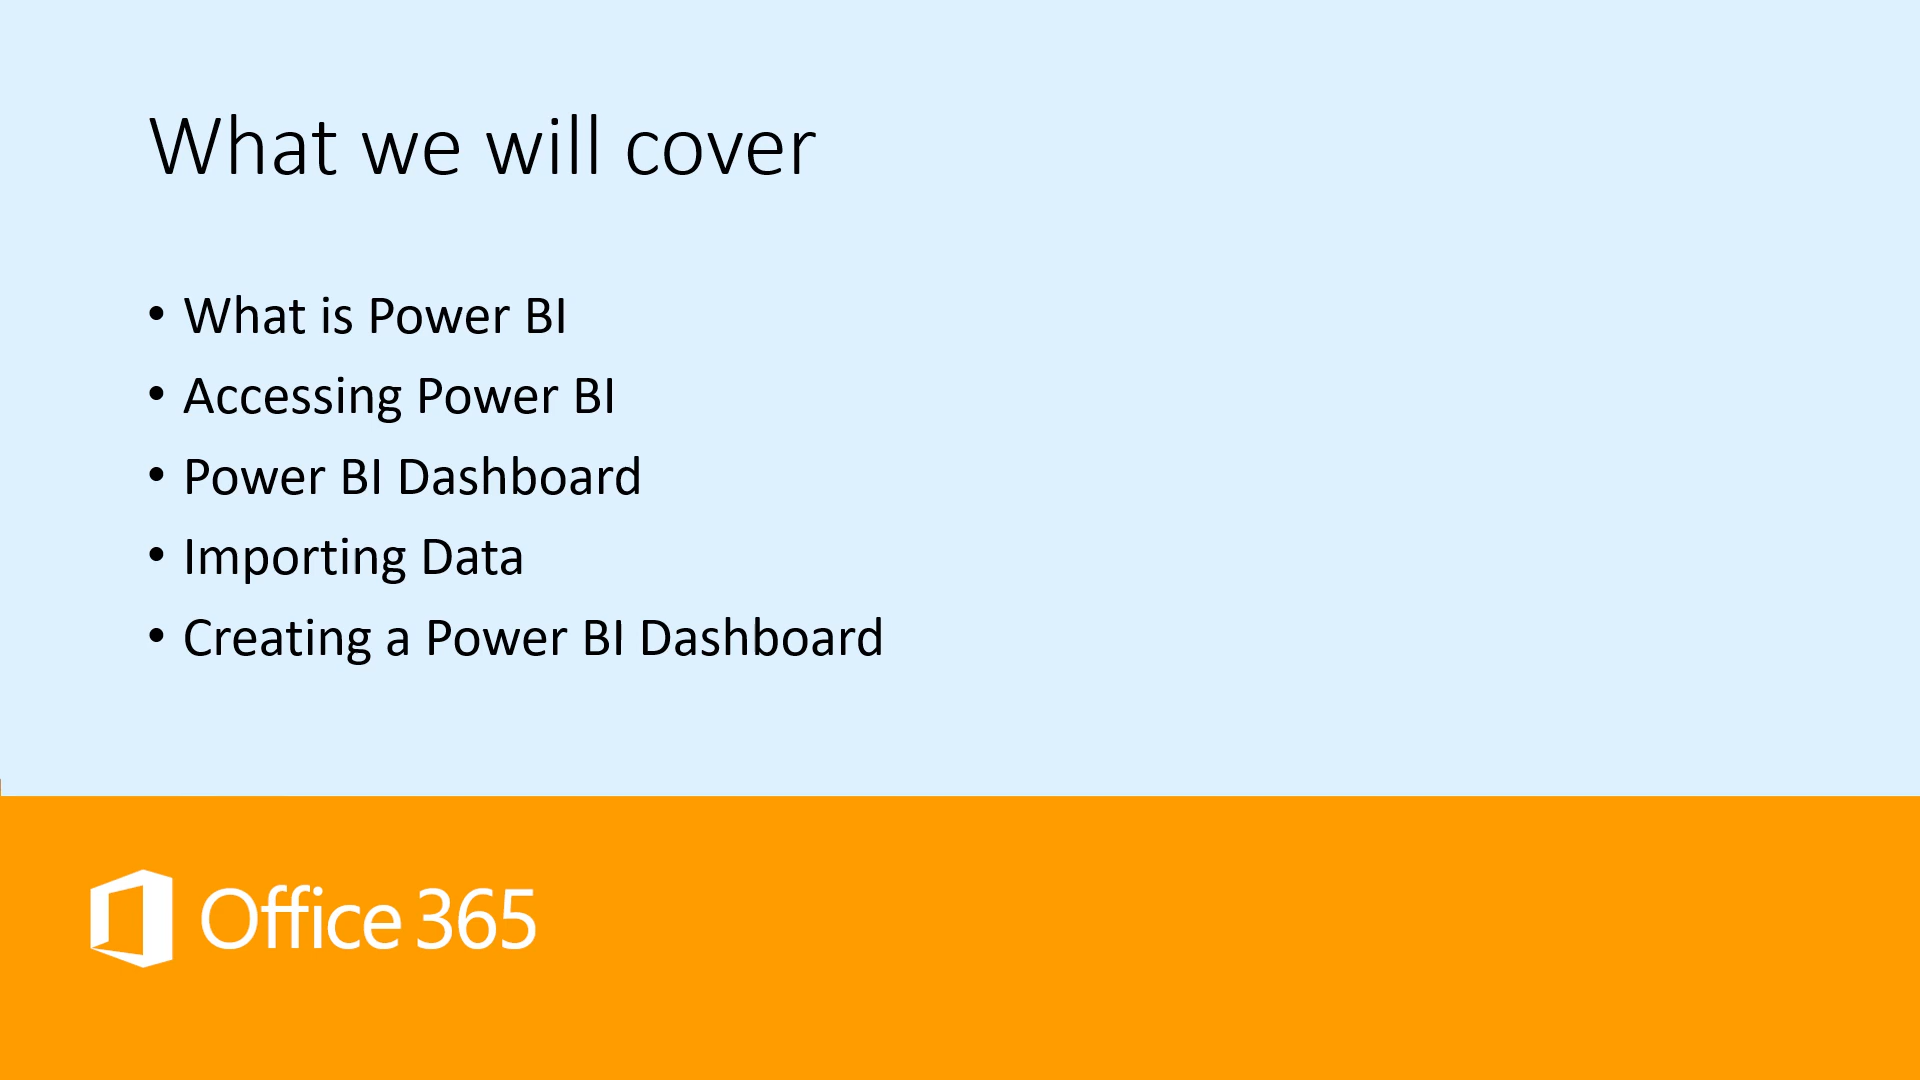 What we will cover
• What is Power BI
• Accessing Power BI
• Power BI Dashboard
• Importing Data
• Creating a Power BI Dashboard
Office 365